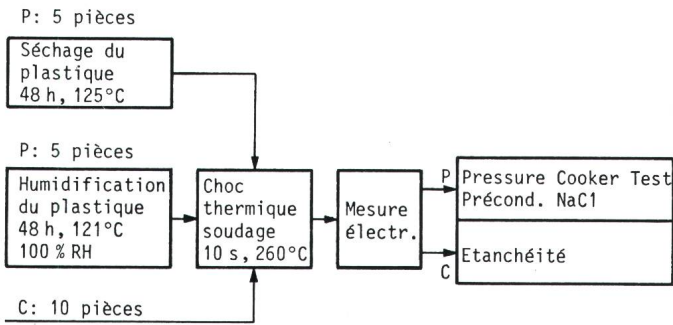 P: 5 pièces
Séchage du
plastique
48 h, 125°C
P: 5 pièces
Humidification
du plastique
48 h, 121°C
100 % RH
C: 10 pièces
Choc
thermique
soudage
10 s, 260°C
Mesure
électr.
P
C
Pressure Cooker Test
Précond. NaCl
Etanchéité